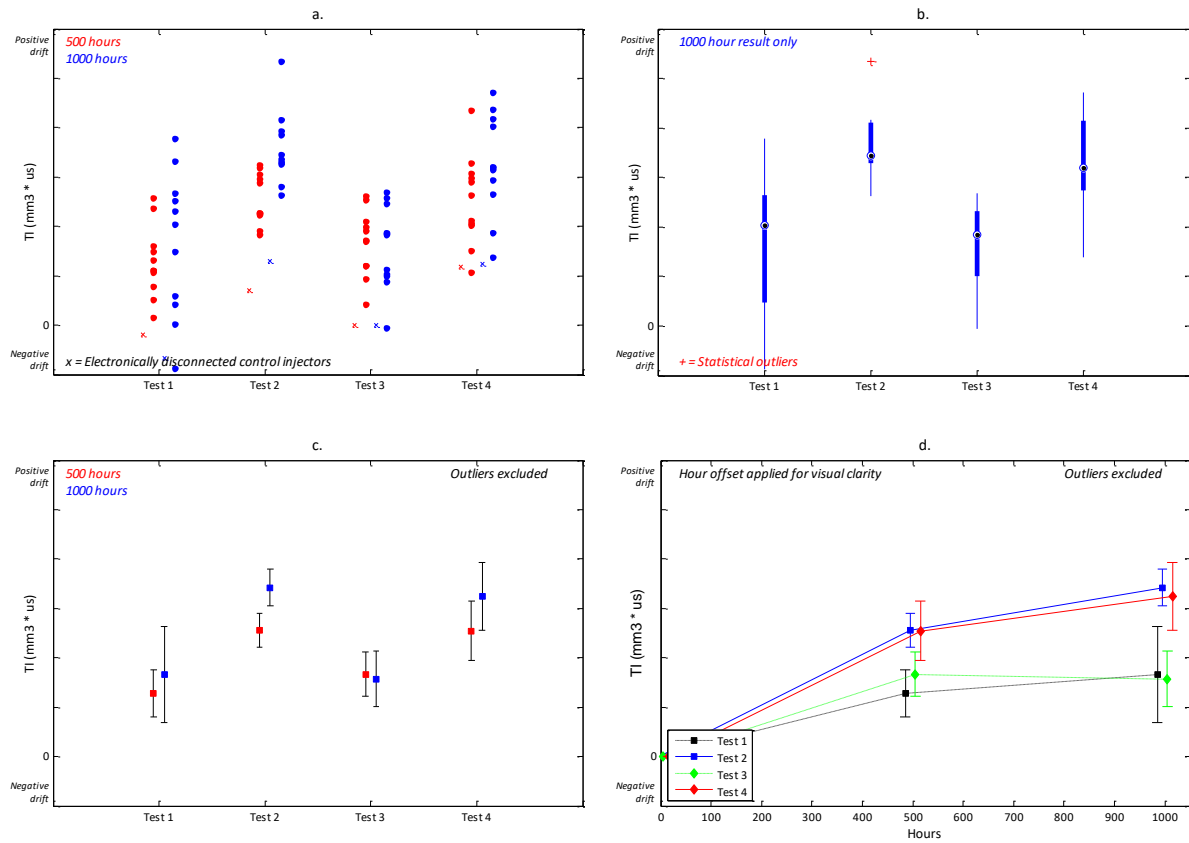 a.
Positive drift
500 hours
1000 hours
TI (mm3 * us)
0
Negative drift
x = Electronically disconnected control injectors
Test 1 Test 2 Test 3 Test 4
b.
Positive drift
1000 hour result only
TI (mm3 * us)
0
Negative drift
+ = Statistical outliers
Test 1 Test 2 Test 3 Test 4
c.
Positive drift
500 hours
1000 hours
Outliers excluded
TI (mm3 * us)
0
Negative drift
Test 1 Test 2 Test 3 Test 4
d.
Positive drift
Hour offset applied for visual clarity
Outliers excluded
TI (mm3 * us)
0
Negative drift
Test 1
Test 2
Test 3
Test 4
0 100 200 300 400 500 600 700 800 900 1000
Hours